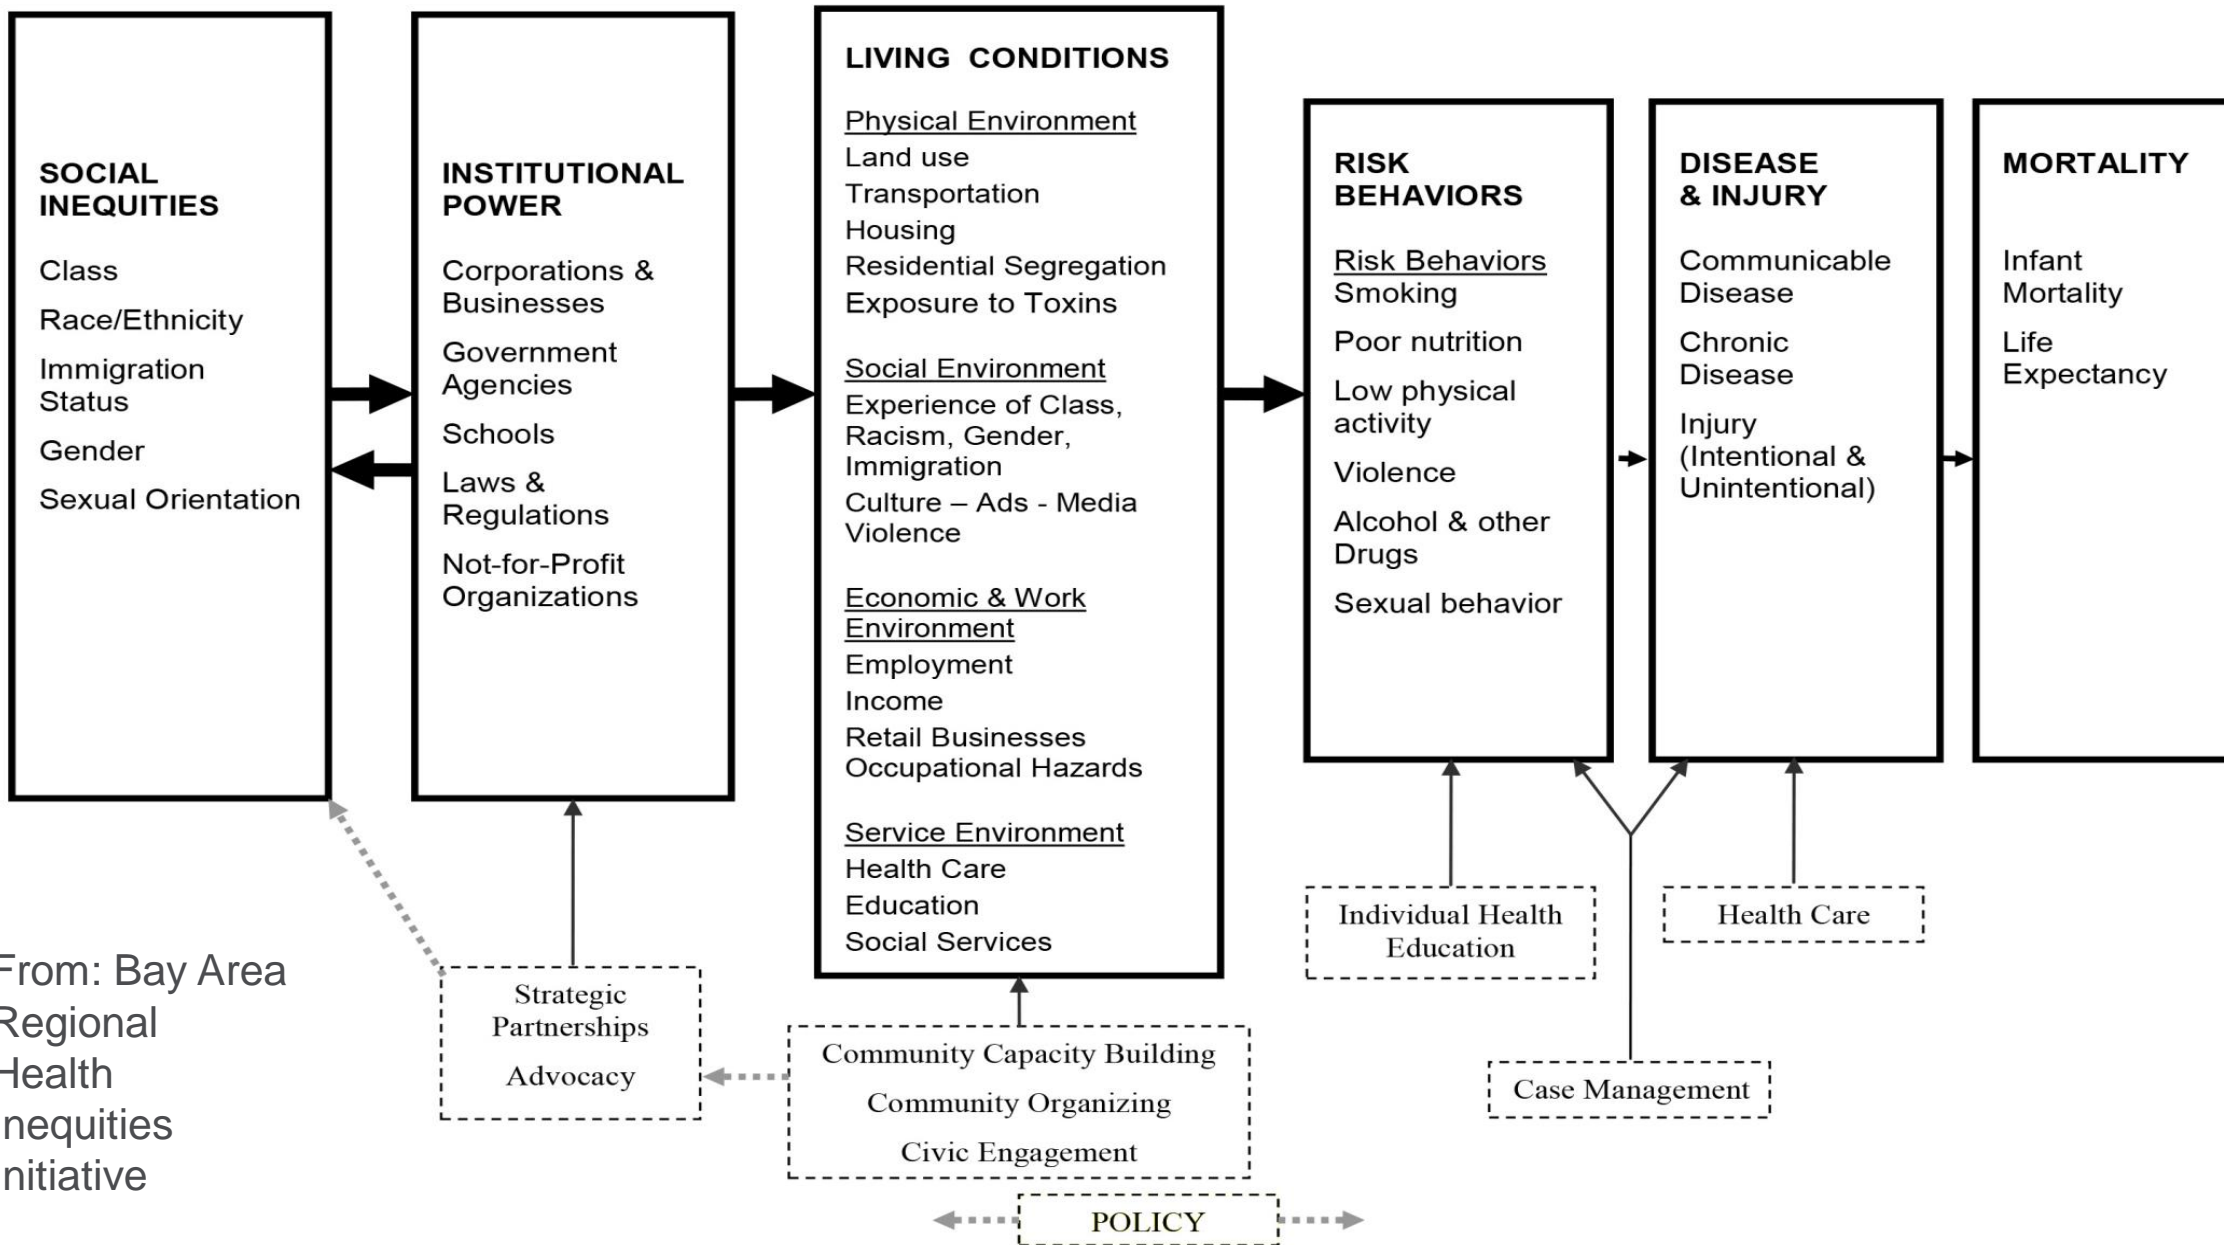 SOCIAL
INEQUITIES
Class
Race/Ethnicity
Immigration
Status
Gender
Sexual Orientation
INSTITUTIONAL
POWER
Corporations &
Businesses
Government
Agencies
Schools
Laws &
Regulations
Not-for-Profit
Organizations
LIVING CONDITIONS
Physical Environment
Land use
Transportation
Housing
Residential Segregation
Exposure to Toxins
Social Environment
Experience of Class,
Racism, Gender,
Immigration
Culture – Ads - Media
Violence
Economic & Work
Environment
Employment
Income
Retail Businesses
Occupational Hazards
Service Environment
Health Care
Education
Social Services
RISK
BEHAVIORS
Risk Behaviors
Smoking
Poor nutrition
Low physical
activity
Violence
Alcohol & other
Drugs
Sexual behavior
DISEASE
& INJURY
Communicable
Disease
Chronic
Disease
Injury
(Intentional &
Unintentional)
MORTALITY
Infant
Mortality
Life
Expectancy
From: Bay Area
Regional
Health
nequities
nitiative
Strategic
Partnerships
Advocacy
Community Capacity Building
Community Organizing
Civic Engagement
Individual Health
Education
Health Care
Case Management
POLICY